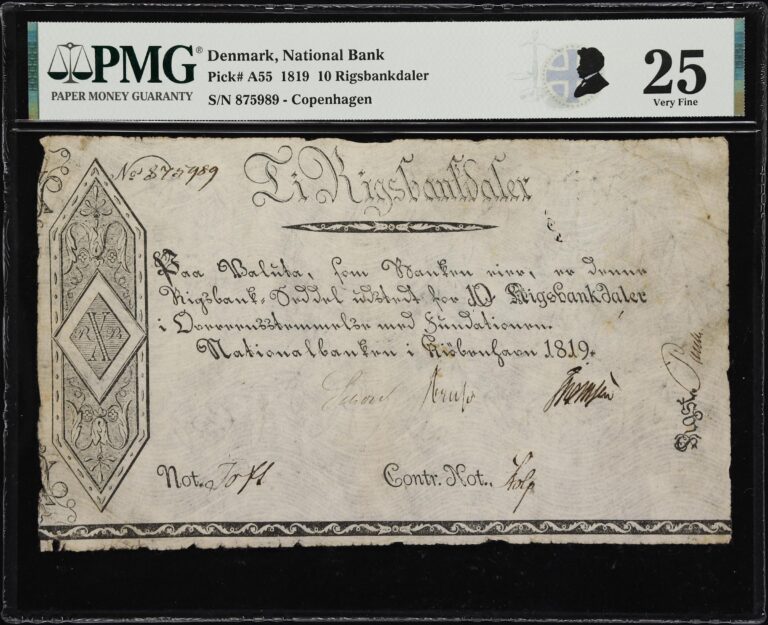 PMG®
PAPER MONEY GUARANTY
Denmark, National Bank
Pick# A55 1819 10 Rigsbankdaler
S/N 875989 - Copenhagen
25
Very Fine
No 875989
Ti Rigsbankdaler
Paa Valuta, som Banken eier, er denne
Rigsbank-Seddel udstedt for 10 Rigsbankdaler
i Overeensstemmelse med Fundationen.
Nationalbanken i Kiöbenhavn 1819.
X
R B
Not.
Contr. Not.
Rigst.